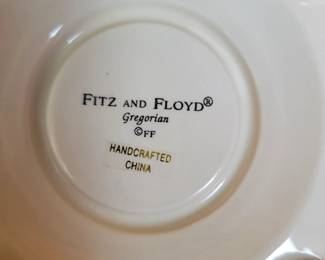 FITZ AND FLOYD®
Gregorian
©FF
HANDCRAFTED
CHINA